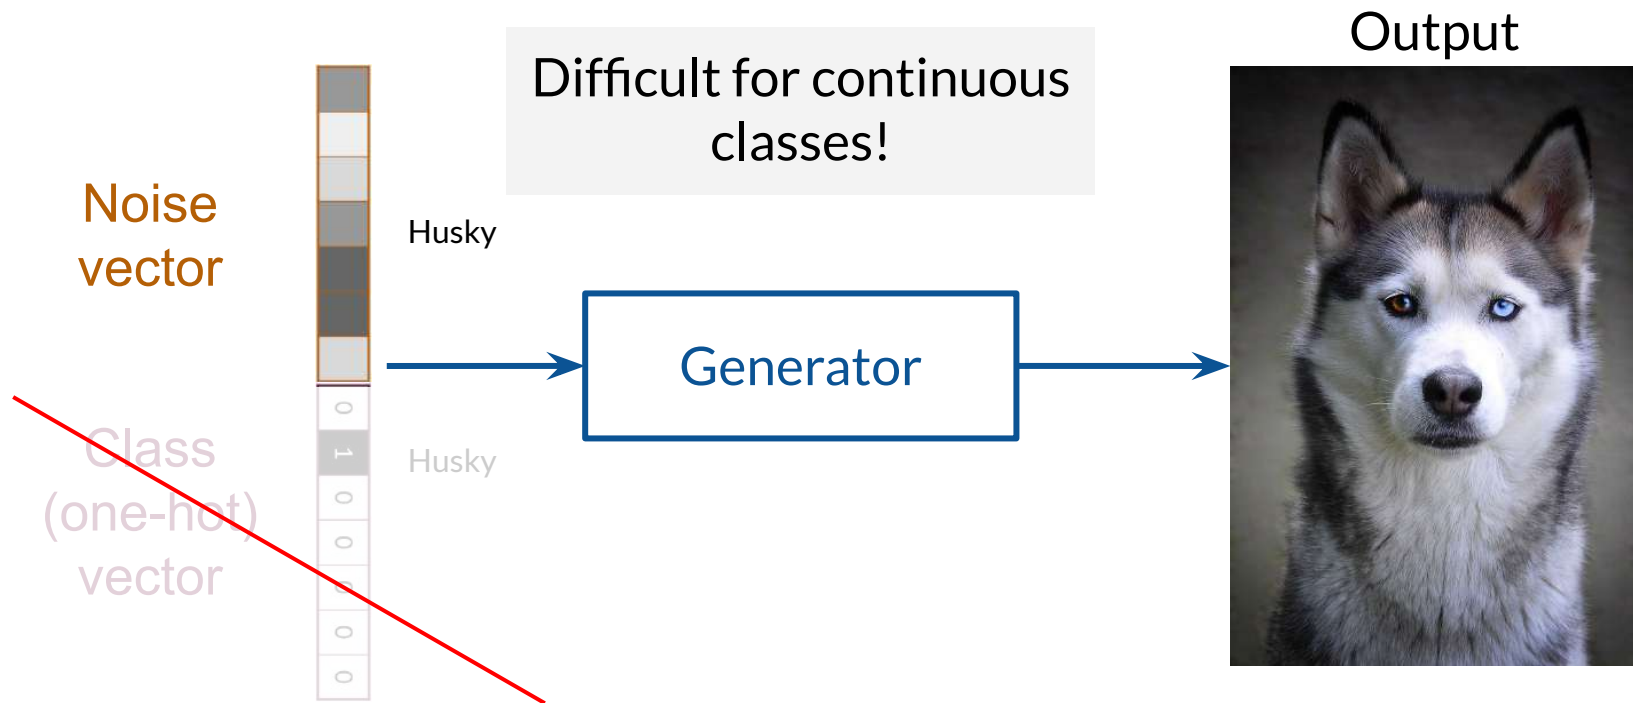 Output
Difficult for continuous
classes!
Noise
vector
Husky
Generator
Class
(one-hot)
vector
Husky
0
1
0
0
0
0
0